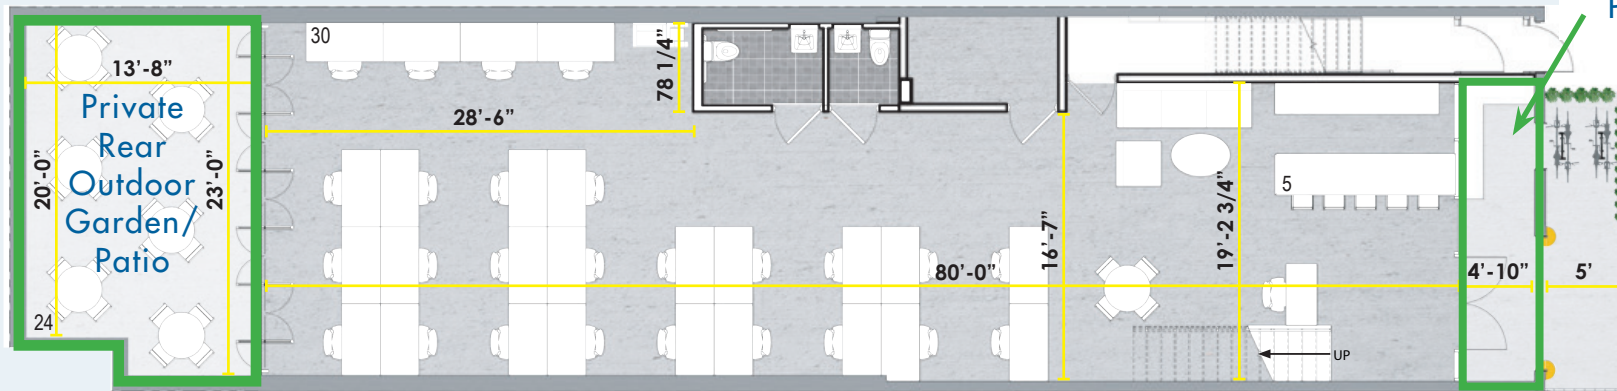 30
13'-8"
Private
Rear
Outdoor
Garden/
Patio
20'-0"
23'-0"
24
28'-6"
78 1/4"
80'-0"
16'-7"
19'-2 3/4"
5
UP
4'-10"
5'